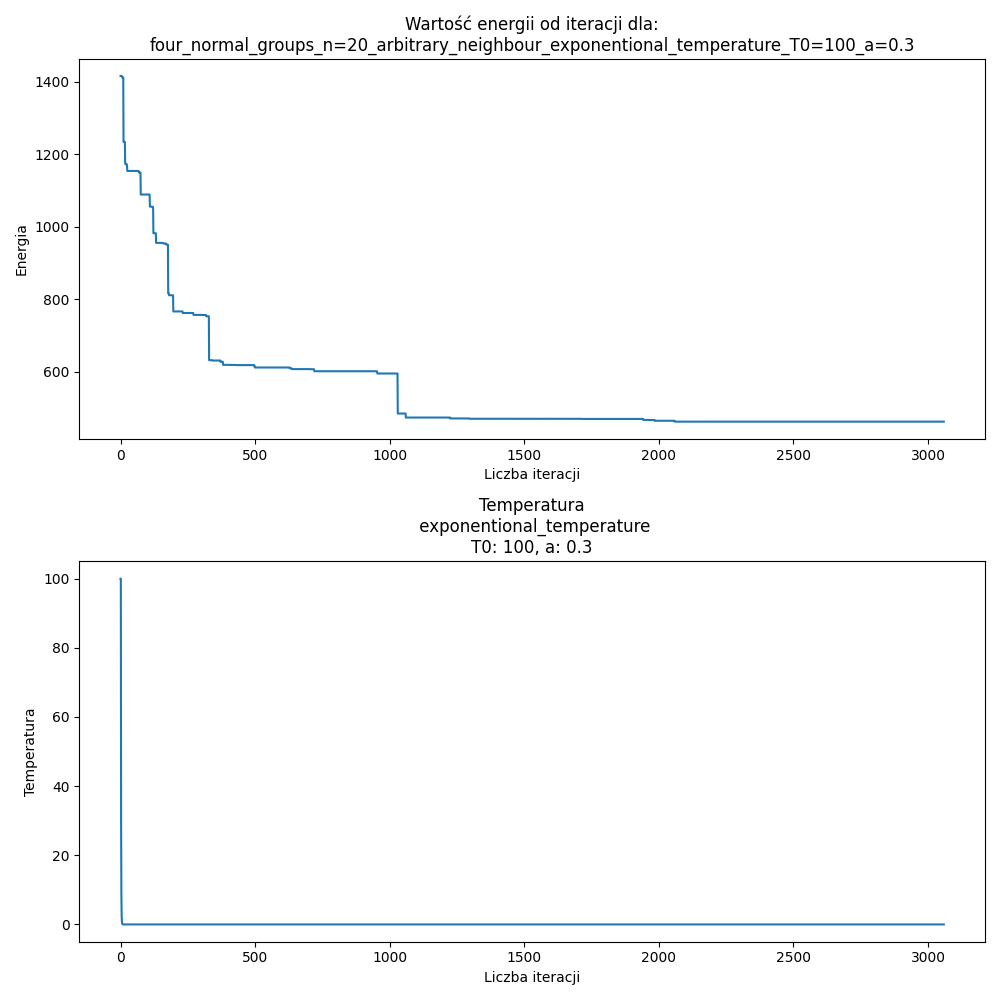 Wartość energii od iteracji dla:
four_normal_groups_n=20_arbitrary_neighbour_exponentional_temperature_T0=100_a=0.3
1400
1200
1000
800
600
Energia
0 500 1000 1500 2000 2500 3000
Liczba iteracji
Temperatura
exponentional_temperature
T0: 100, a: 0.3
100
80
60
40
20
0
Temperatura
0 500 1000 1500 2000 2500 3000
Liczba iteracji